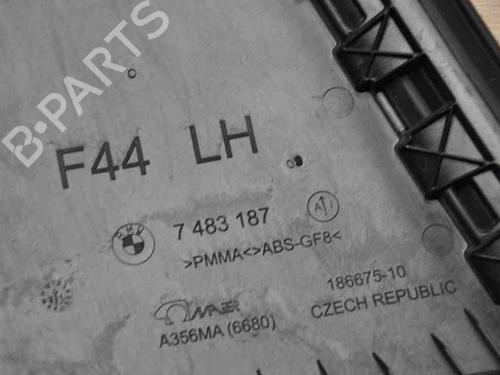 B-PARTS
F44 LH
7 483 187
>PMMA<>ABS-GF8<
186675-10
CZECH REPUBLIC
A356MA (6680)